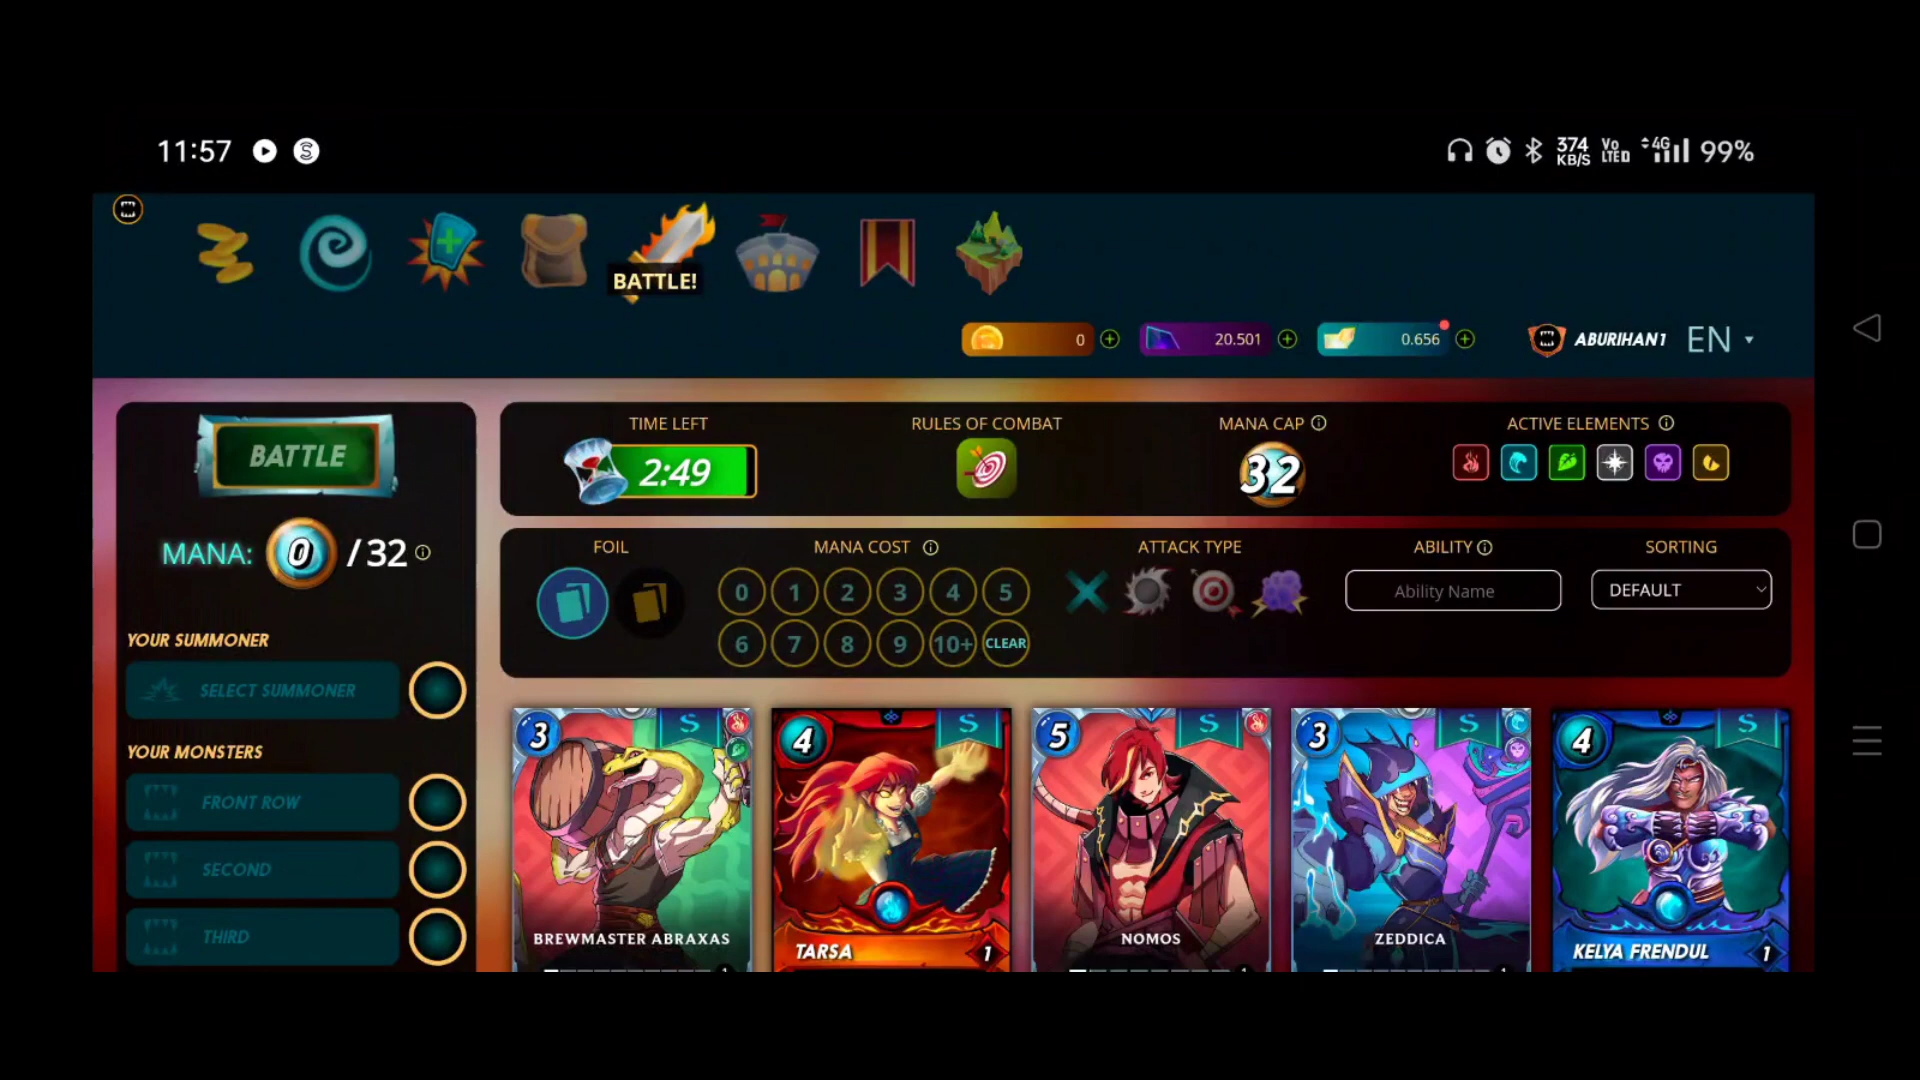 11:57
374 KB/S Vo LTED 4G 99%
BATTLE!
0 20.501 0.656 ABURIHAN1 EN
BATTLE
TIME LEFT RULES OF COMBAT MANA CAP ACTIVE ELEMENTS
2:49 32
MANA: 0 /32
FOIL MANA COST ATTACK TYPE ABILITY SORTING
0 1 2 3 4 5 Ability Name DEFAULT
6 7 8 9 10+ CLEAR
YOUR SUMMONER
SELECT SUMMONER
YOUR MONSTERS
FRONT ROW
SECOND
THIRD
3 S 4 S 5 S 3 S 4 S
BREWMASTER ABRAXAS TARSA 1 NOMOS ZEDDICA KELYA FRENDUL 1